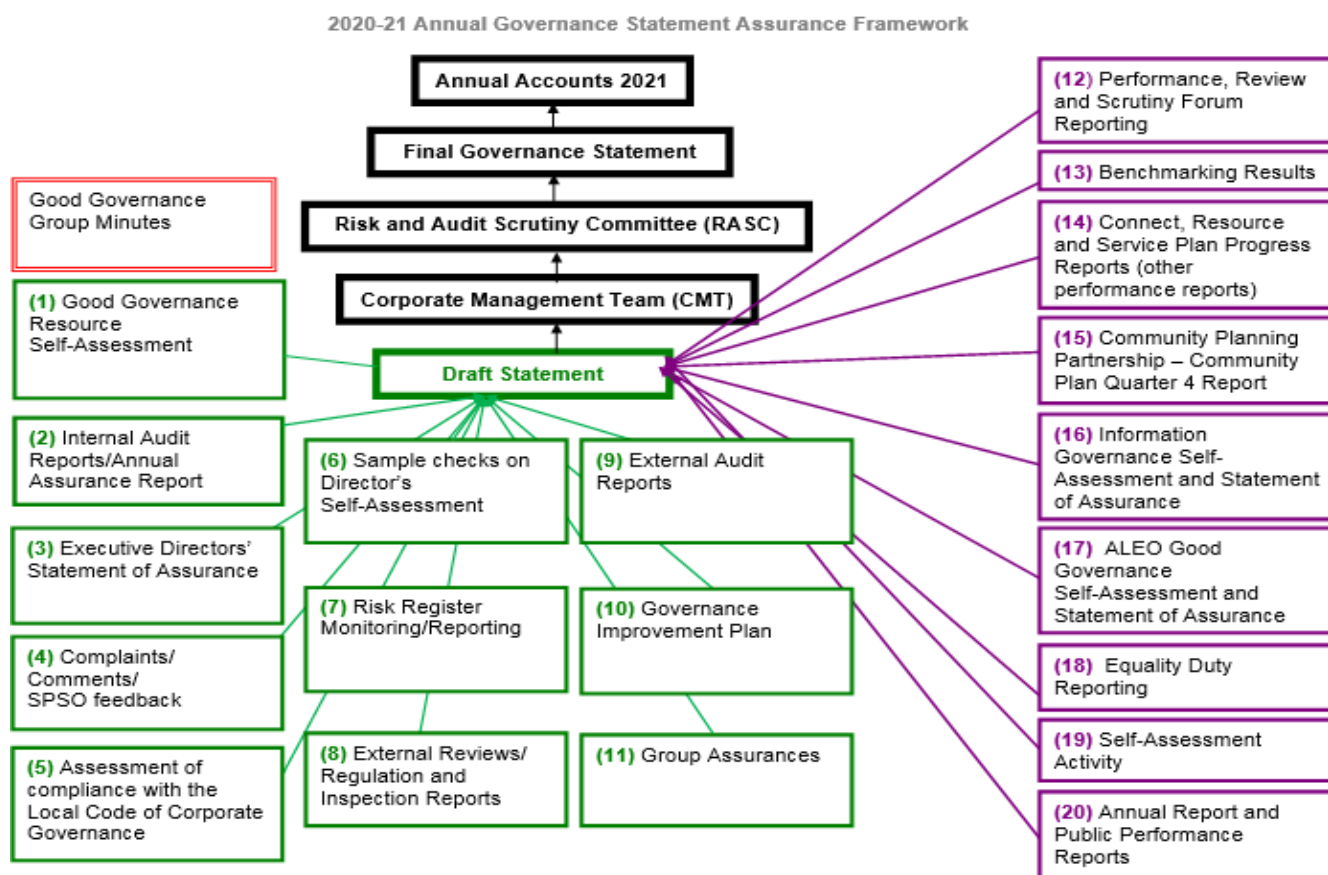 2020-21 Annual Governance Statement Assurance Framework
Annual Accounts 2021
Final Governance Statement
Risk and Audit Scrutiny Committee (RASC)
Corporate Management Team (CMT)
Draft Statement
Good Governance
Group Minutes
(1) Good Governance
Resource
Self-Assessment
(2) Internal Audit
Reports/Annual
Assurance Report
(3) Executive Directors'
Statement of Assurance
(4) Complaints/
Comments/
SPSO feedback
(5) Assessment of
compliance with the
Local Code of Corporate
Governance
(6) Sample checks on
Director's
Self-Assessment
(7) Risk Register
Monitoring/Reporting
(8) External Reviews/
Regulation and
Inspection Reports
(9) External Audit
Reports
(10) Governance
Improvement Plan
(11) Group Assurances
(12) Performance, Review
and Scrutiny Forum
Reporting
(13) Benchmarking Results
(14) Connect, Resource
and Service Plan Progress
Reports (other
performance reports)
(15) Community Planning
Partnership – Community
Plan Quarter 4 Report
(16) Information
Governance Self-
Assessment and Statement
of Assurance
(17) ALEO Good
Governance
Self-Assessment and
Statement of Assurance
(18) Equality Duty
Reporting
(19) Self-Assessment
Activity
(20) Annual Report and
Public Performance
Reports